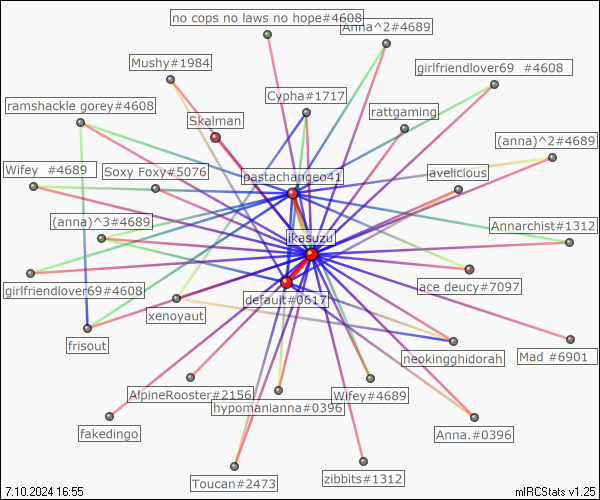 no cops no laws no hope#4608
Anna^2#4689
Mushy#1984
girlfriendlover69 #4608
Cypha#1717
ramshackle gorey#4608
rattgaming
Skalman
(anna)^2#4689
Wifey #4689
Soxy Foxy#5076
pastachangeo41
avelicious
(anna)^3#4689
Annarchist#1312
ikasuzu
girlfriendlover69#4608
ace deucy#7097
default#0617
xenoyaut
frisout
neokingghidorah
Mad #6901
AlpineRooster#2156
Wifey#4689
hypomanianna#0396
fakedingo
Anna.#0396
Toucan#2473
zibbits#1312
7.10.2024 16:55
mIRCStats v1.25